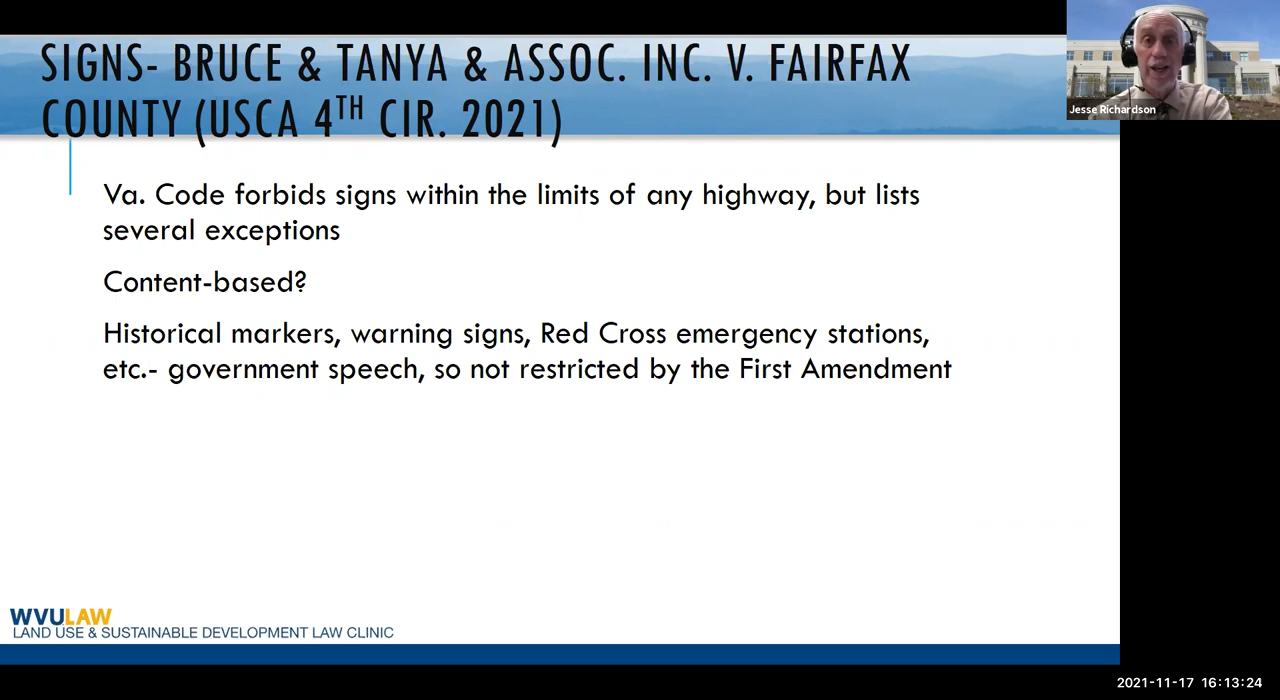 SIGNS- BRUCE & TANYA & ASSOC. INC. V. FAIRFAX
COUNTY (USCA 4TH CIR. 2021)
Jesse Richardson
Va. Code forbids signs within the limits of any highway, but lists
several exceptions
Content-based?
Historical markers, warning signs, Red Cross emergency stations,
etc.- government speech, so not restricted by the First Amendment
WVULAW
LAND USE & SUSTAINABLE DEVELOPMENT LAW CLINIC
2021-11-17 16:13:24